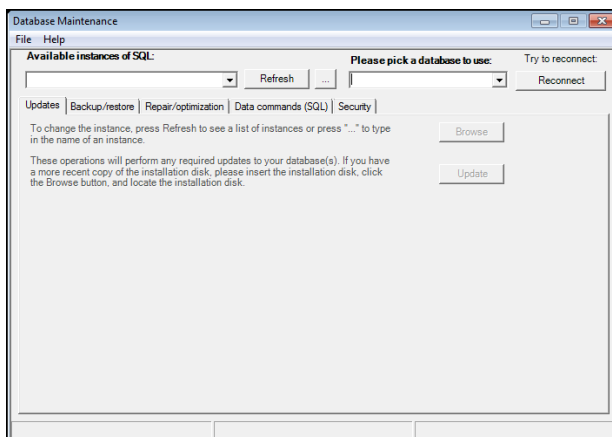 Database Maintenance
File Help
Available instances of SQL:
Please pick a database to use:
Try to reconnect:
Refresh
...
Reconnect
Updates Backup/restore Repair/optimization Data commands (SQL) Security
To change the instance, press Refresh to see a list of instances or press "..." to type
in the name of an instance.
Browse
These operations will perform any required updates to your database(s). If you have
a more recent copy of the installation disk, please insert the installation disk, click
the Browse button, and locate the installation disk.
Update